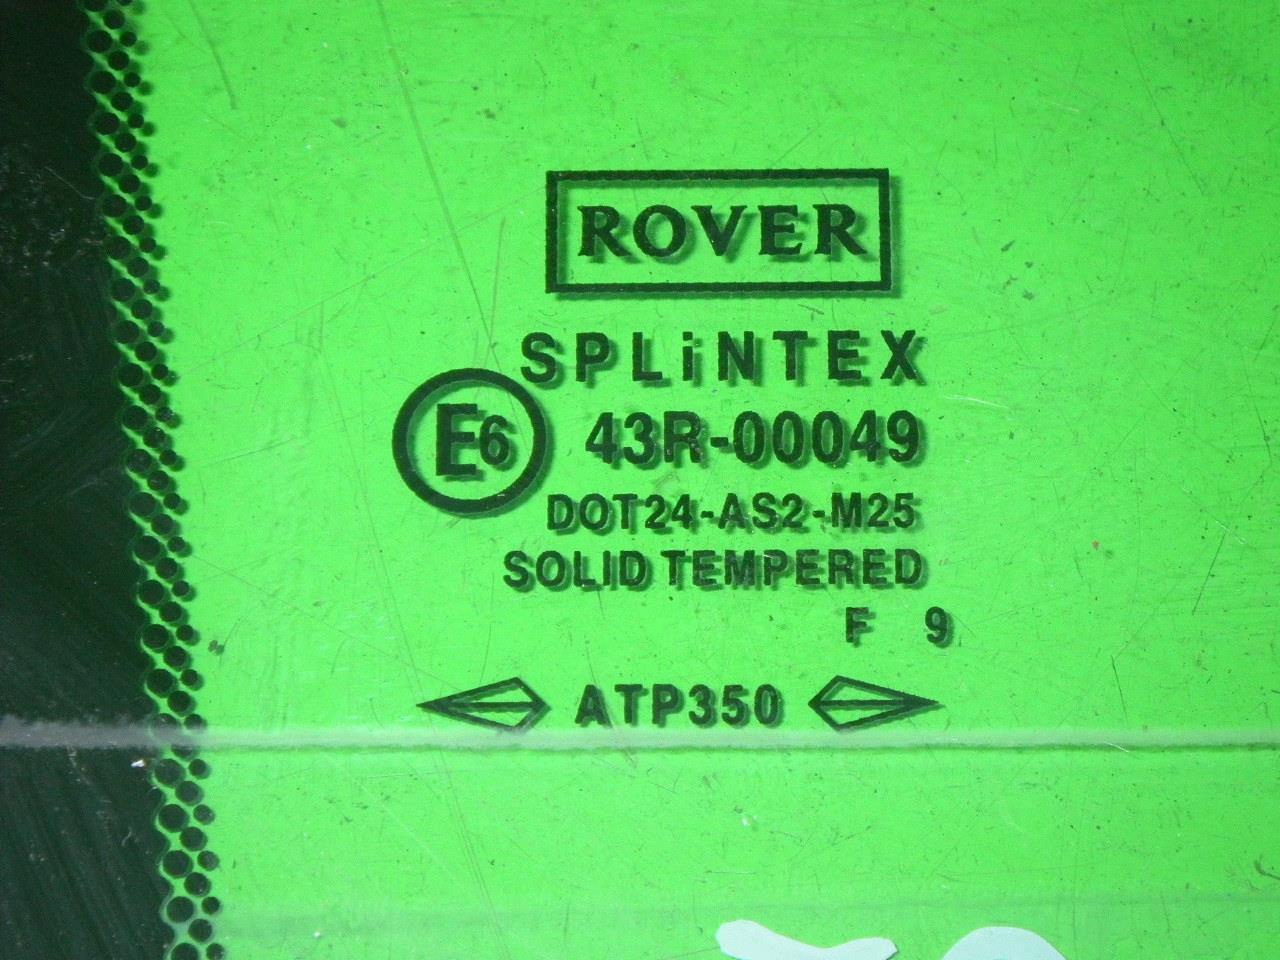 ROVER
SPLiNTEX
E6 43R-00049
DOT24-AS2-M25
SOLID TEMPERED
F 9
ATP350